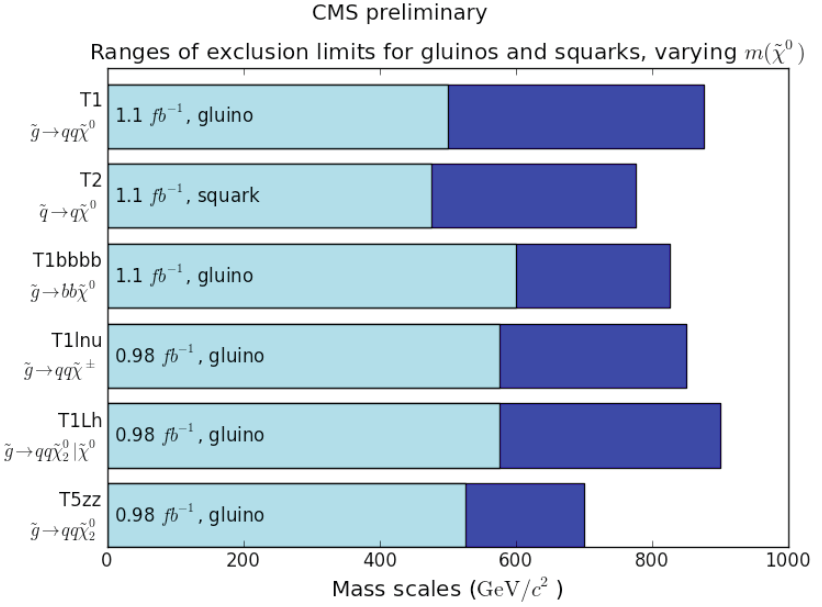 CMS preliminary
Ranges of exclusion limits for gluinos and squarks, varying m(χ̃⁰)
T1
g̃→qqχ̃⁰
1.1 fb⁻¹, gluino
T2
q̃→qχ̃⁰
1.1 fb⁻¹, squark
T1bbbb
g̃→bbχ̃⁰
1.1 fb⁻¹, gluino
T1lnu
g̃→qqχ̃±
0.98 fb⁻¹, gluino
T1Lh
g̃→qqχ̃₂⁰|χ̃⁰
0.98 fb⁻¹, gluino
T5zz
g̃→qqχ̃₂⁰
0.98 fb⁻¹, gluino
0 200 400 600 800 1000
Mass scales (GeV/c²)